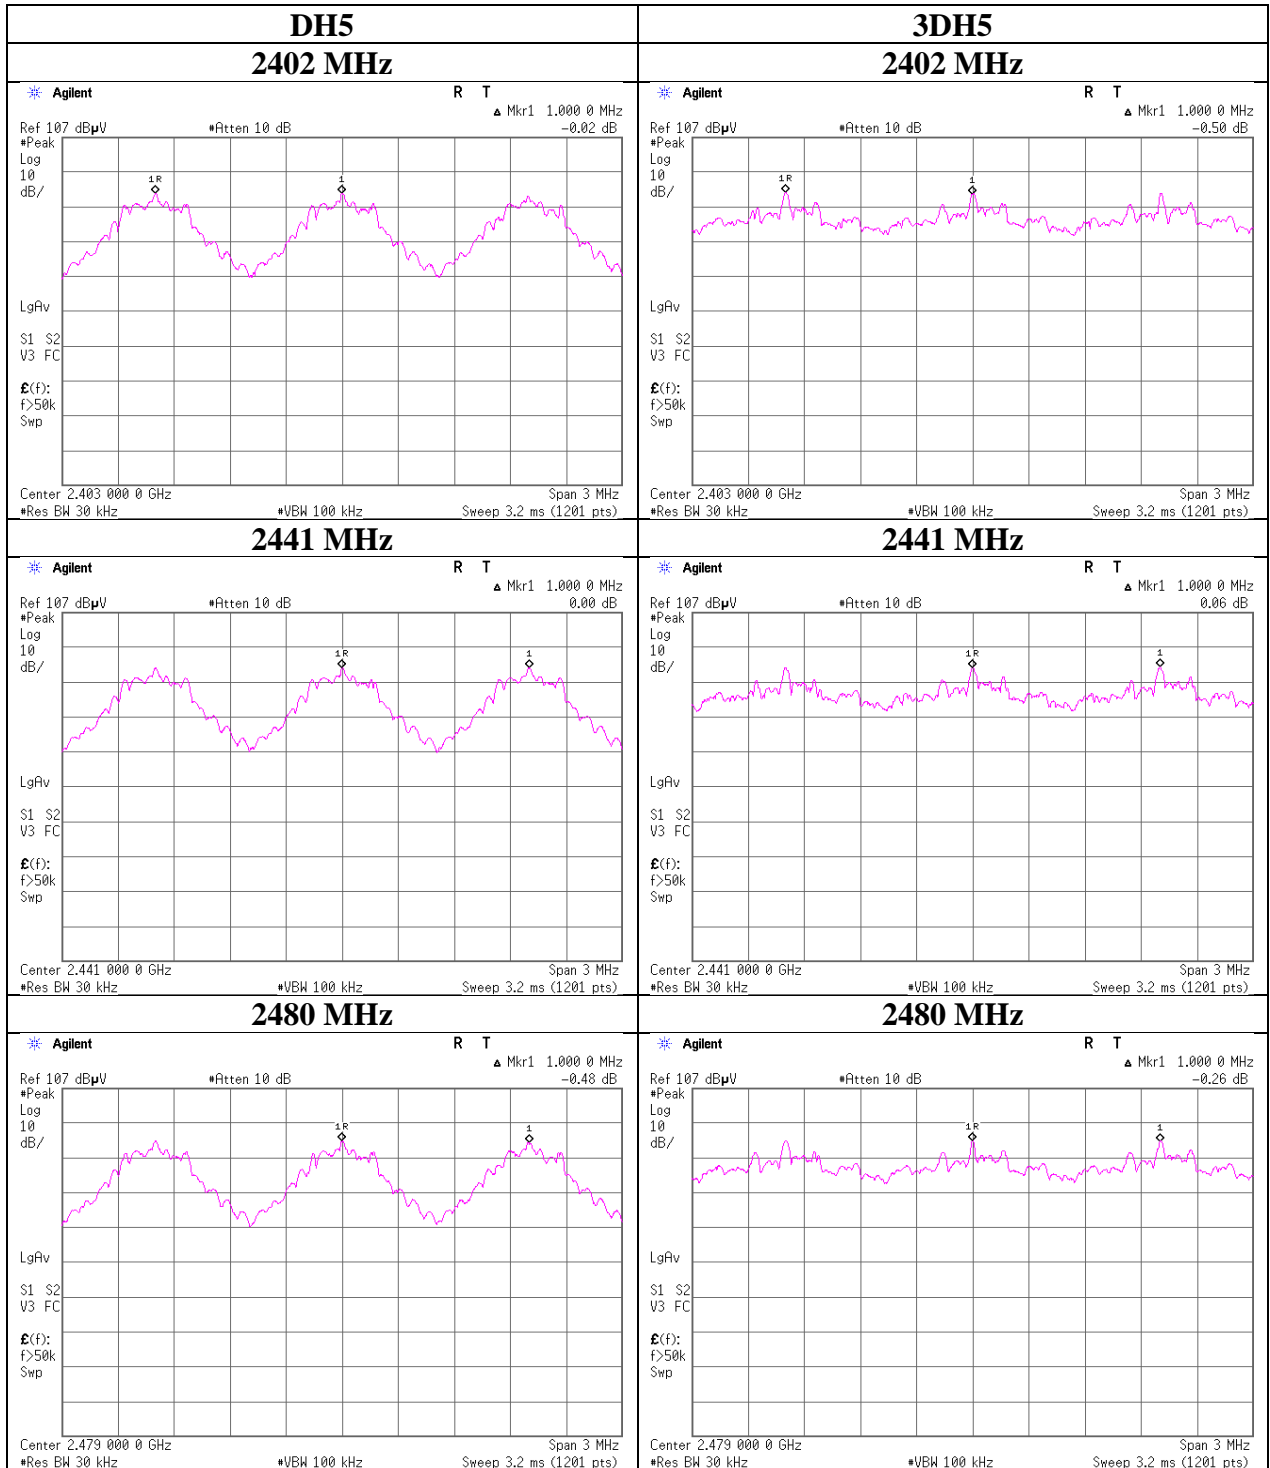 DH5
3DH5
2402 MHz
2402 MHz
Agilent
R T
Δ Mkr1 1.000 0 MHz
Ref 107 dBµV
#Atten 10 dB
-0.02 dB
#Peak
Log
10
dB/
1R
1
LgAv
S1 S2
V3 FC
£(f):
f>50k
Swp
Center 2.403 000 0 GHz
Span 3 MHz
#Res BW 30 kHz
#VBW 100 kHz
Sweep 3.2 ms (1201 pts)
Agilent
R T
Δ Mkr1 1.000 0 MHz
Ref 107 dBµV
#Atten 10 dB
-0.50 dB
#Peak
Log
10
dB/
1R
1
LgAv
S1 S2
V3 FC
£(f):
f>50k
Swp
Center 2.403 000 0 GHz
Span 3 MHz
#Res BW 30 kHz
#VBW 100 kHz
Sweep 3.2 ms (1201 pts)
2441 MHz
2441 MHz
Agilent
R T
Δ Mkr1 1.000 0 MHz
Ref 107 dBµV
#Atten 10 dB
0.00 dB
#Peak
Log
10
dB/
1R
1
LgAv
S1 S2
V3 FC
£(f):
f>50k
Swp
Center 2.441 000 0 GHz
Span 3 MHz
#Res BW 30 kHz
#VBW 100 kHz
Sweep 3.2 ms (1201 pts)
Agilent
R T
Δ Mkr1 1.000 0 MHz
Ref 107 dBµV
#Atten 10 dB
0.06 dB
#Peak
Log
10
dB/
1R
1
LgAv
S1 S2
V3 FC
£(f):
f>50k
Swp
Center 2.441 000 0 GHz
Span 3 MHz
#Res BW 30 kHz
#VBW 100 kHz
Sweep 3.2 ms (1201 pts)
2480 MHz
2480 MHz
Agilent
R T
Δ Mkr1 1.000 0 MHz
Ref 107 dBµV
#Atten 10 dB
-0.48 dB
#Peak
Log
10
dB/
1R
1
LgAv
S1 S2
V3 FC
£(f):
f>50k
Swp
Center 2.479 000 0 GHz
Span 3 MHz
#Res BW 30 kHz
#VBW 100 kHz
Sweep 3.2 ms (1201 pts)
Agilent
R T
Δ Mkr1 1.000 0 MHz
Ref 107 dBµV
#Atten 10 dB
-0.26 dB
#Peak
Log
10
dB/
1R
1
LgAv
S1 S2
V3 FC
£(f):
f>50k
Swp
Center 2.479 000 0 GHz
Span 3 MHz
#Res BW 30 kHz
#VBW 100 kHz
Sweep 3.2 ms (1201 pts)